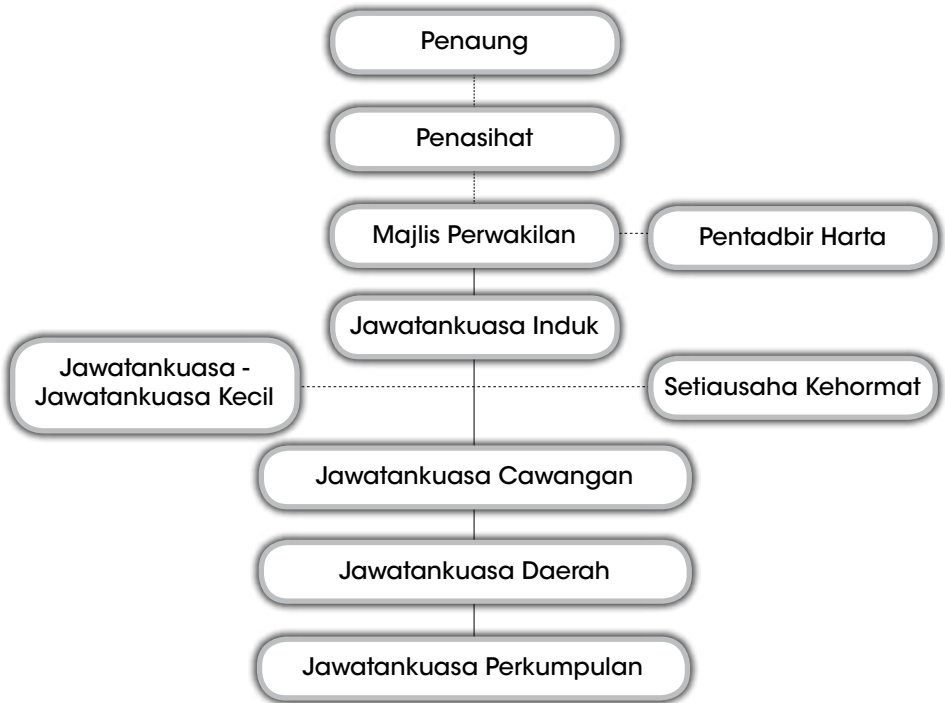 Penaung
Penasihat
Majlis Perwakilan
Pentadbir Harta
Jawatankuasa Induk
Jawatankuasa -
Jawatankuasa Kecil
Setiausaha Kehormat
Jawatankuasa Cawangan
Jawatankuasa Daerah
Jawatankuasa Perkumpulan